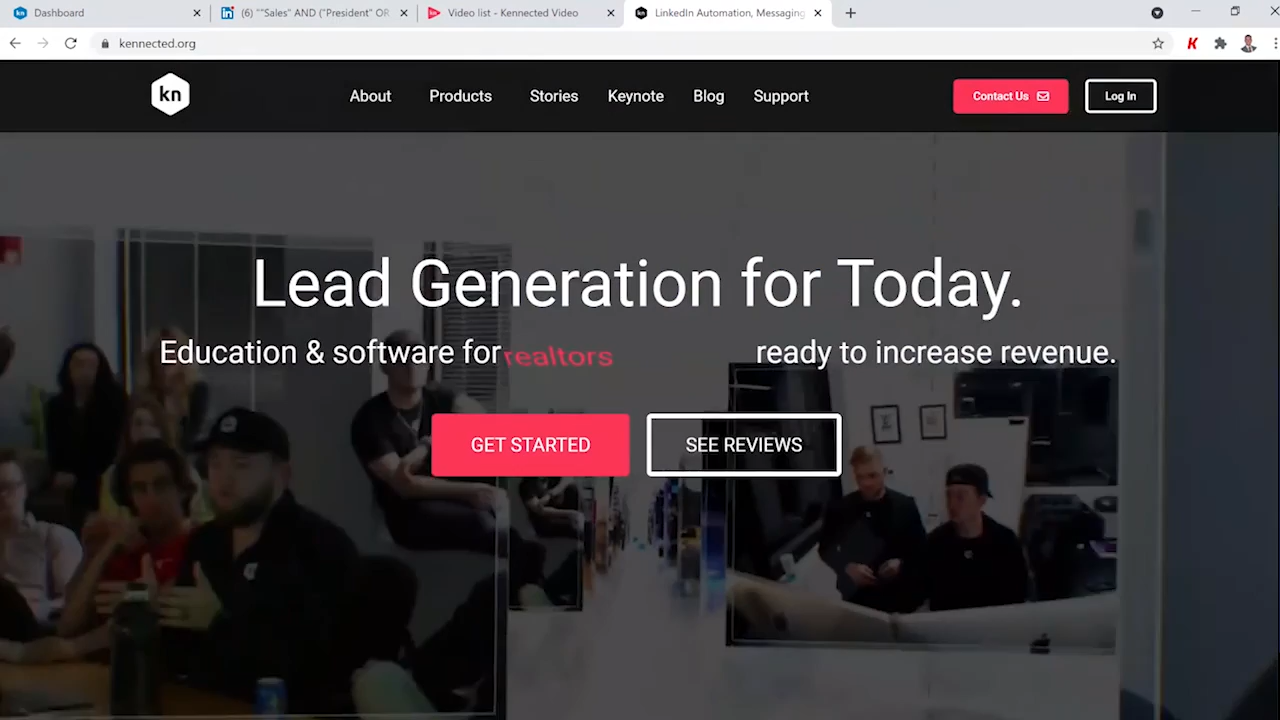 Dashboard
(6) ""Sales" AND ("President" OR
Video list - Kennected Video
LinkedIn Automation, Messaging
kennected.org
K
kn
About
Products
Stories
Keynote
Blog
Support
Contact Us
Log In
Lead Generation for Today.
Education & software for realtors ready to increase revenue.
GET STARTED
SEE REVIEWS